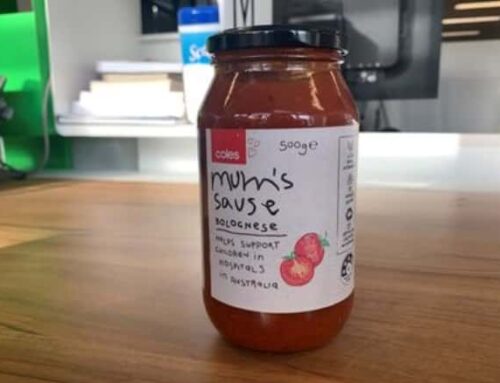 coles
500g e
mum's
sause
BOLOGNESE
HELPS SUPPORT
CHILDREN in
HOSPITALS
in AUSTRALIA